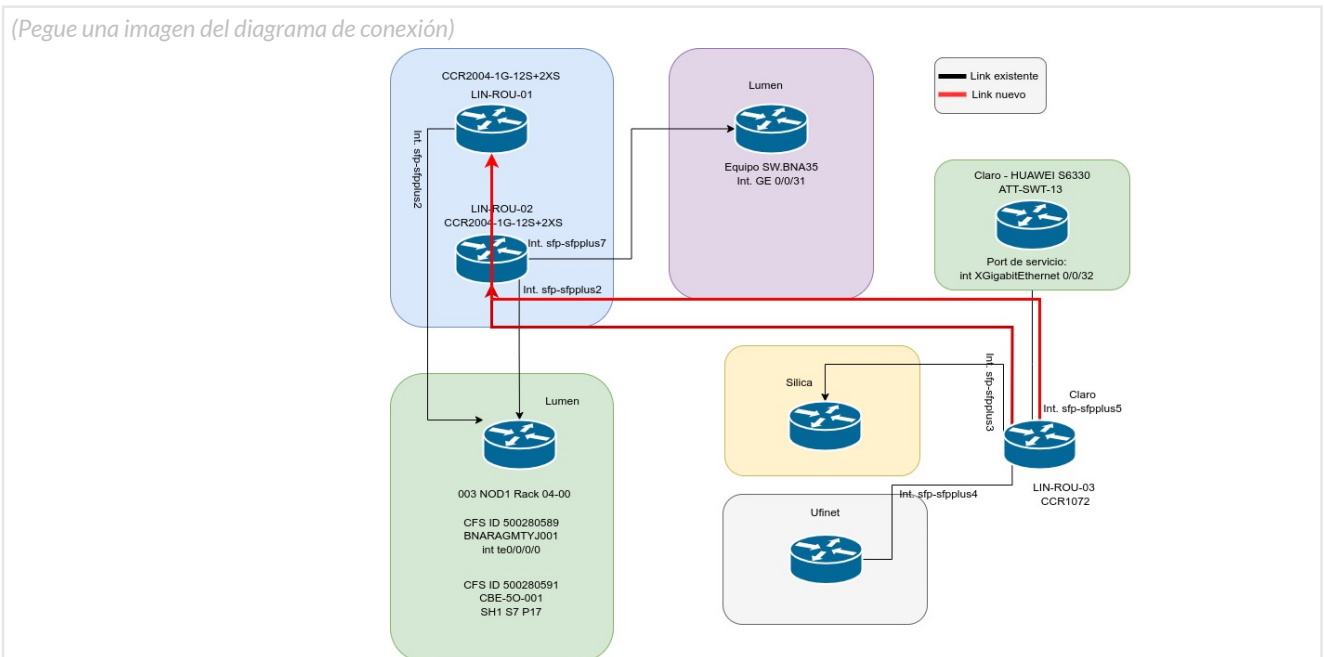 (Pegue una imagen del diagrama de conexión)
CCR2004-1G-12S+2XS
LIN-ROU-01
Int. sfp-sfpplus2
LIN-ROU-02
CCR2004-1G-12S+2XS
Int. sfp-sfpplus7
Int. sfp-sfpplus2
Lumen
Equipo SW.BNA35
Int. GE 0/0/31
Link existente
Link nuevo
Claro - HUAWEI S6330
ATT-SWT-13
Port de servicio:
int XGigabitEthernet 0/0/32
Lumen
003 NOD1 Rack 04-00
CFS ID 500280589
BNARAGMTYJ001
int te0/0/0/0
CFS ID 500280591
CBE-5O-001
SH1 S7 P17
Silica
Int. sfp-sfpplus3
Claro
Int. sfp-sfpplus5
LIN-ROU-03
CCR1072
Int. sfp-sfpplus4
Ufinet